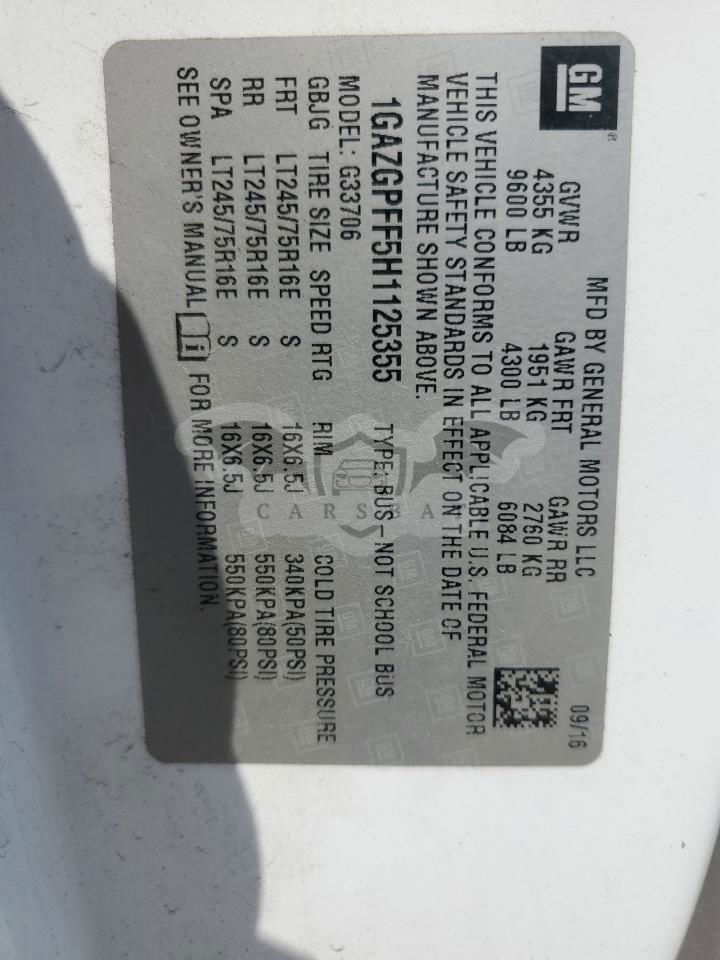 GM®
MFD BY GENERAL MOTORS LLC 09/16
GVWR GAWR FRT GAWR RR
4355 KG 1951 KG 2760 KG
9600 LB 4300 LB 6084 LB
THIS VEHICLE CONFORMS TO ALL APPLICABLE U.S. FEDERAL MOTOR
VEHICLE SAFETY STANDARDS IN EFFECT ON THE DATE OF
MANUFACTURE SHOWN ABOVE.
1GAZGPFF5H1125355 TYPE: BUS-NOT SCHOOL BUS
MODEL: G33706
GBJG TIRE SIZE SPEED RTG RIM COLD TIRE PRESSURE
FRT LT245/75R16E S 16X6.5J 340KPA(50PSI)
RR LT245/75R16E S 16X6.5J 550KPA(80PSI)
SPA LT245/75R16E S 16X6.5J 550KPA(80PSI)
SEE OWNER'S MANUAL i FOR MORE INFORMATION.